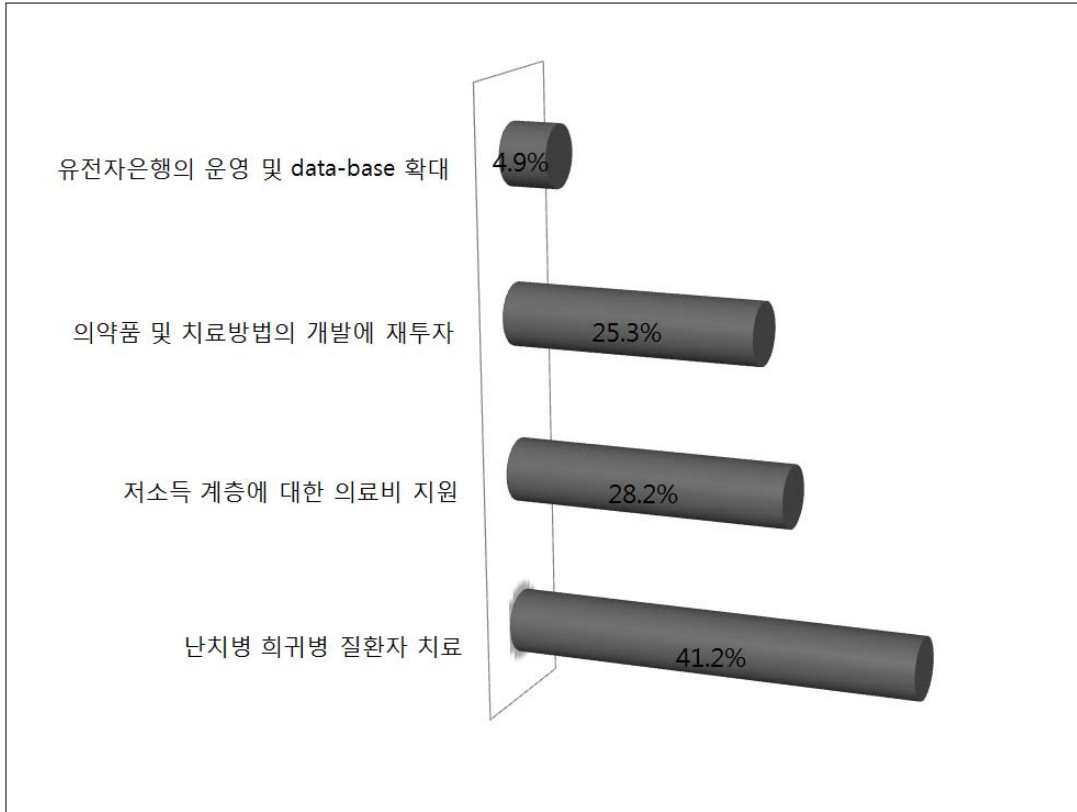 유전자은행의 운영 및 data-base 확대
4.9%
의약품 및 치료방법의 개발에 재투자
25.3%
저소득 계층에 대한 의료비 지원
28.2%
난치병 희귀병 질환자 치료
41.2%